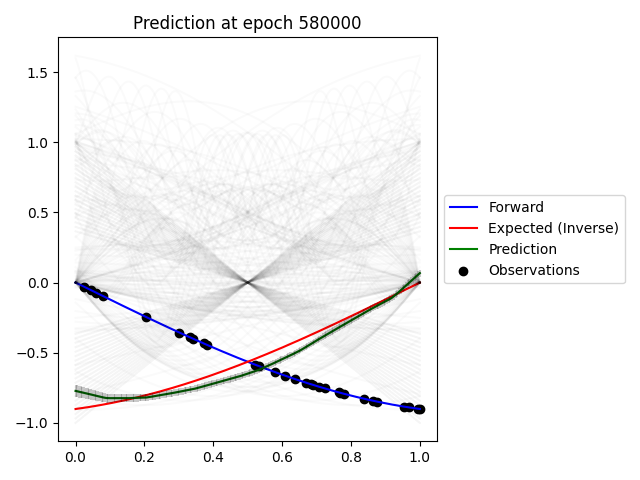 Prediction at epoch 580000
1.5
1.0
0.5
0.0
−0.5
−1.0
0.0 0.2 0.4 0.6 0.8 1.0
Forward
Expected (Inverse)
Prediction
Observations